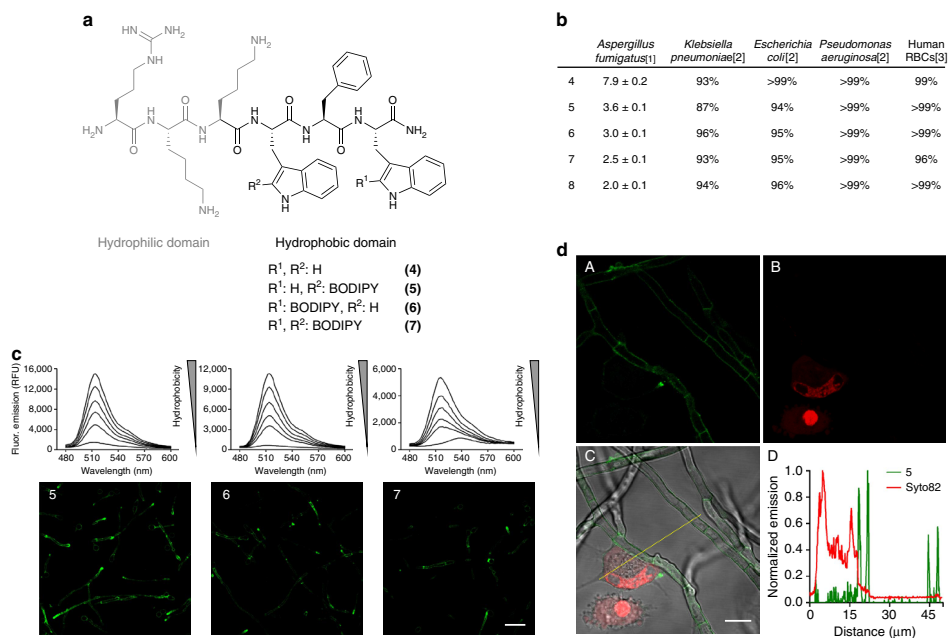 a
NH
NH₂
HN
NH₂
H₂N
O
H
N
O
N
H
H
N
O
N
H
O
H
N
O
NH₂
R²
N
H
R¹
N
H
NH₂
Hydrophilic domain
Hydrophobic domain
R¹, R²: H (4)
R¹: H, R²: BODIPY (5)
R¹: BODIPY, R²: H (6)
R¹, R²: BODIPY (7)
b
Aspergillus fumigatus[1] Klebsiella pneumoniae[2] Escherichia coli[2] Pseudomonas aeruginosa[2] Human RBCs[3]
4 7.9 ± 0.2 93% >99% >99% 99%
5 3.6 ± 0.1 87% 94% >99% >99%
6 3.0 ± 0.1 96% 95% >99% >99%
7 2.5 ± 0.1 93% 95% >99% 96%
8 2.0 ± 0.1 94% 96% >99% >99%
c
Fluor. emission (RFU)
16,000
12,000
8,000
4,000
0
480 510 540 570 600
Wavelength (nm)
Hydrophobicity
12,000
9,000
6,000
3,000
0
480 510 540 570 600
Wavelength (nm)
Hydrophobicity
6,000
4,000
2,000
480 510 540 570 600
Wavelength (nm)
Hydrophobicity
5
6
7
d
A
B
C
D
Normalized emission
1.0
0.8
0.6
0.4
0.2
0.0
0 15 30 45
Distance (µm)
5
Syto82